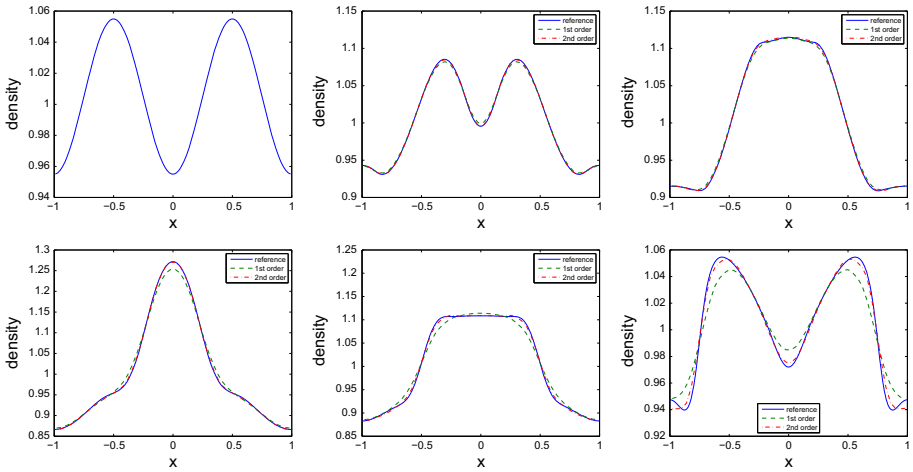 1.06
1.04
1.02
1
0.98
0.96
0.94
−1
−0.5
0
0.5
1
density
x
1.15
1.1
1.05
1
0.95
0.9
−1
−0.5
0
0.5
1
density
x
reference
1st order
2nd order
1.15
1.1
1.05
1
0.95
0.9
−1
−0.5
0
0.5
1
density
x
reference
1st order
2nd order
1.3
1.25
1.2
1.15
1.1
1.05
1
0.95
0.9
0.85
−1
−0.5
0
0.5
1
density
x
reference
1st order
2nd order
1.25
1.2
1.15
1.1
1.05
1
0.95
0.9
0.85
−1
−0.5
0
0.5
1
density
x
reference
1st order
2nd order
1.06
1.04
1.02
1
0.98
0.96
0.94
0.92
−1
−0.5
0
0.5
1
density
x
reference
1st order
2nd order